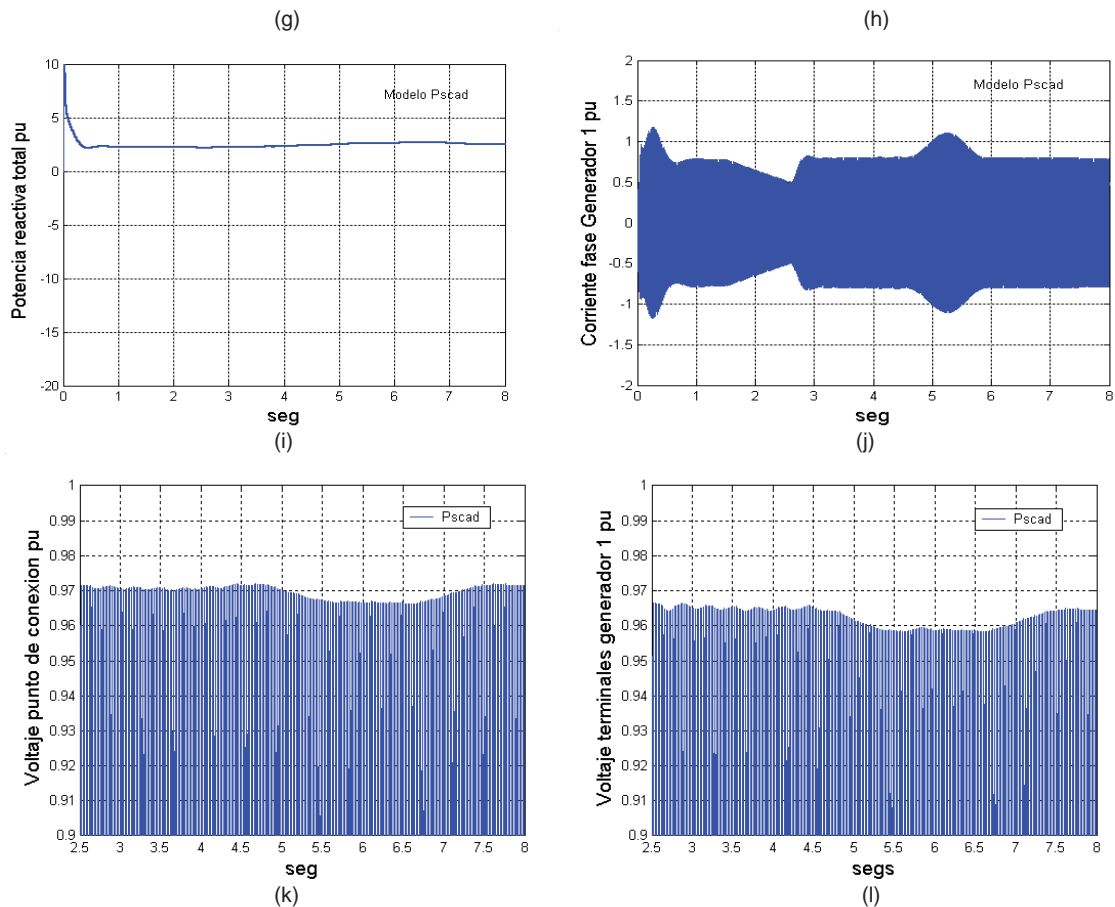 (g)
(h)
Potencia reactiva total pu
10
5
0
-5
-10
-15
-20
Modelo Pscad
0 1 2 3 4 5 6 7 8
seg
(i)
Corriente fase Generador 1 pu
2
1.5
1
0.5
0
-0.5
-1
-1.5
-2
Modelo Pscad
0 1 2 3 4 5 6 7 8
seg
(j)
Voltaje punto de conexion pu
1
0.99
0.98
0.97
0.96
0.95
0.94
0.93
0.92
0.91
0.9
Pscad
2.5 3 3.5 4 4.5 5 5.5 6 6.5 7 7.5 8
seg
(k)
Voltaje terminales generador 1 pu
1
0.99
0.98
0.97
0.96
0.95
0.94
0.93
0.92
0.91
0.9
Pscad
2.5 3 3.5 4 4.5 5 5.5 6 6.5 7 7.5 8
segs
(l)